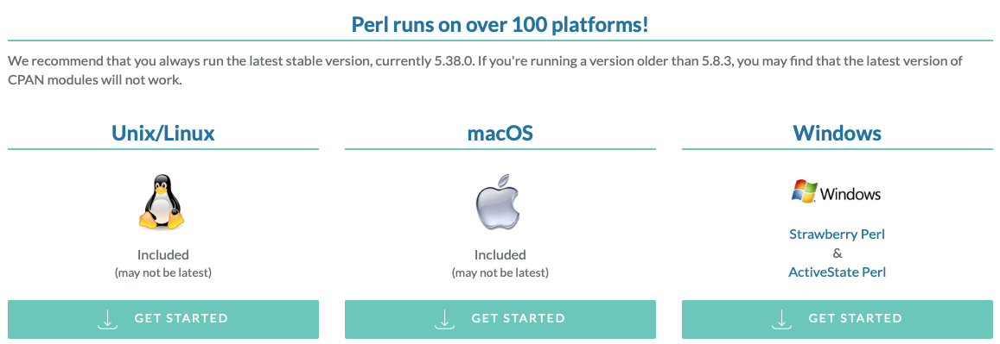 Perl runs on over 100 platforms!
We recommend that you always run the latest stable version, currently 5.38.0. If you're running a version older than 5.8.3, you may find that the latest version of
CPAN modules will not work.
Unix/Linux
Included
(may not be latest)
GET STARTED
macOS
Included
(may not be latest)
GET STARTED
Windows
Windows
Strawberry Perl
&
ActiveState Perl
GET STARTED